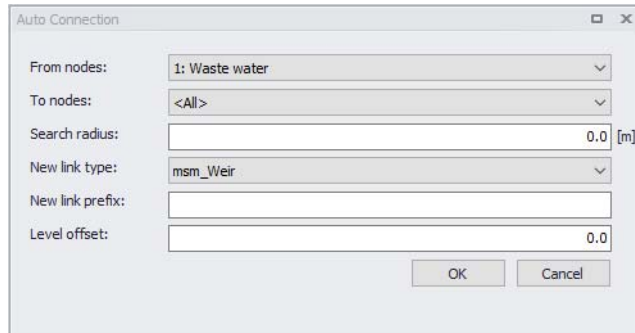 Auto Connection
From nodes: 1: Waste water
To nodes: <All>
Search radius: 0.0 [m]
New link type: msm_Weir
New link prefix:
Level offset: 0.0
OK Cancel